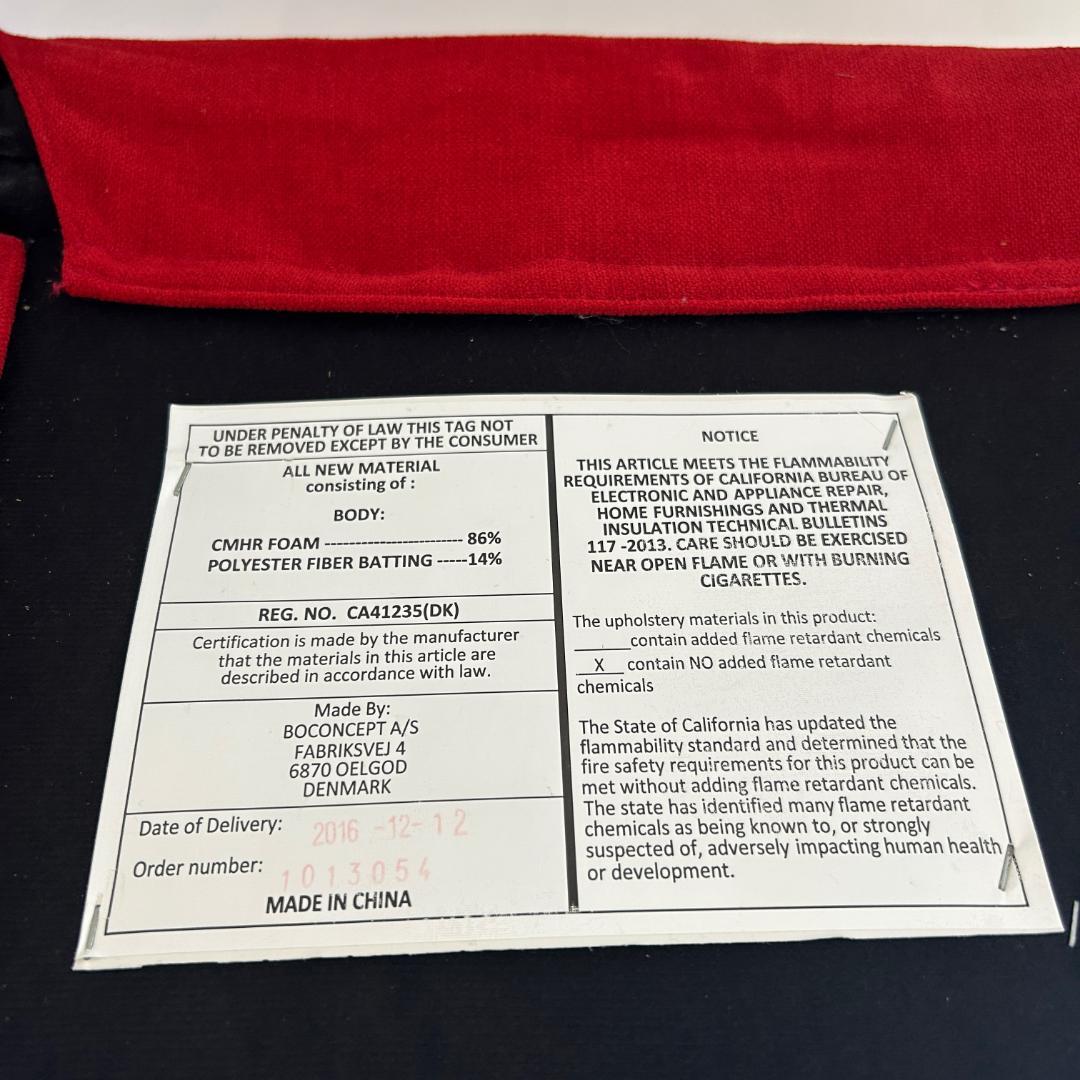 UNDER PENALTY OF LAW THIS TAG NOT
TO BE REMOVED EXCEPT BY THE CONSUMER
ALL NEW MATERIAL
consisting of :
BODY:
CMHR FOAM ------------------------- 86%
POLYESTER FIBER BATTING -----14%
REG. NO. CA41235(DK)
Certification is made by the manufacturer
that the materials in this article are
described in accordance with law.
Made By:
BOCONCEPT A/S
FABRIKSVEJ 4
6870 OELGOD
DENMARK
Date of Delivery: 2016 -12- 12
Order number: 1013054
MADE IN CHINA
NOTICE
THIS ARTICLE MEETS THE FLAMMABILITY
REQUIREMENTS OF CALIFORNIA BUREAU OF
ELECTRONIC AND APPLIANCE REPAIR,
HOME FURNISHINGS AND THERMAL
INSULATION TECHNICAL BULLETINS
117 -2013. CARE SHOULD BE EXERCISED
NEAR OPEN FLAME OR WITH BURNING
CIGARETTES.
The upholstery materials in this product:
______contain added flame retardant chemicals
__X__ contain NO added flame retardant
chemicals
The State of California has updated the
flammability standard and determined that the
fire safety requirements for this product can be
met without adding flame retardant chemicals.
The state has identified many flame retardant
chemicals as being known to, or strongly
suspected of, adversely impacting human health
or development.